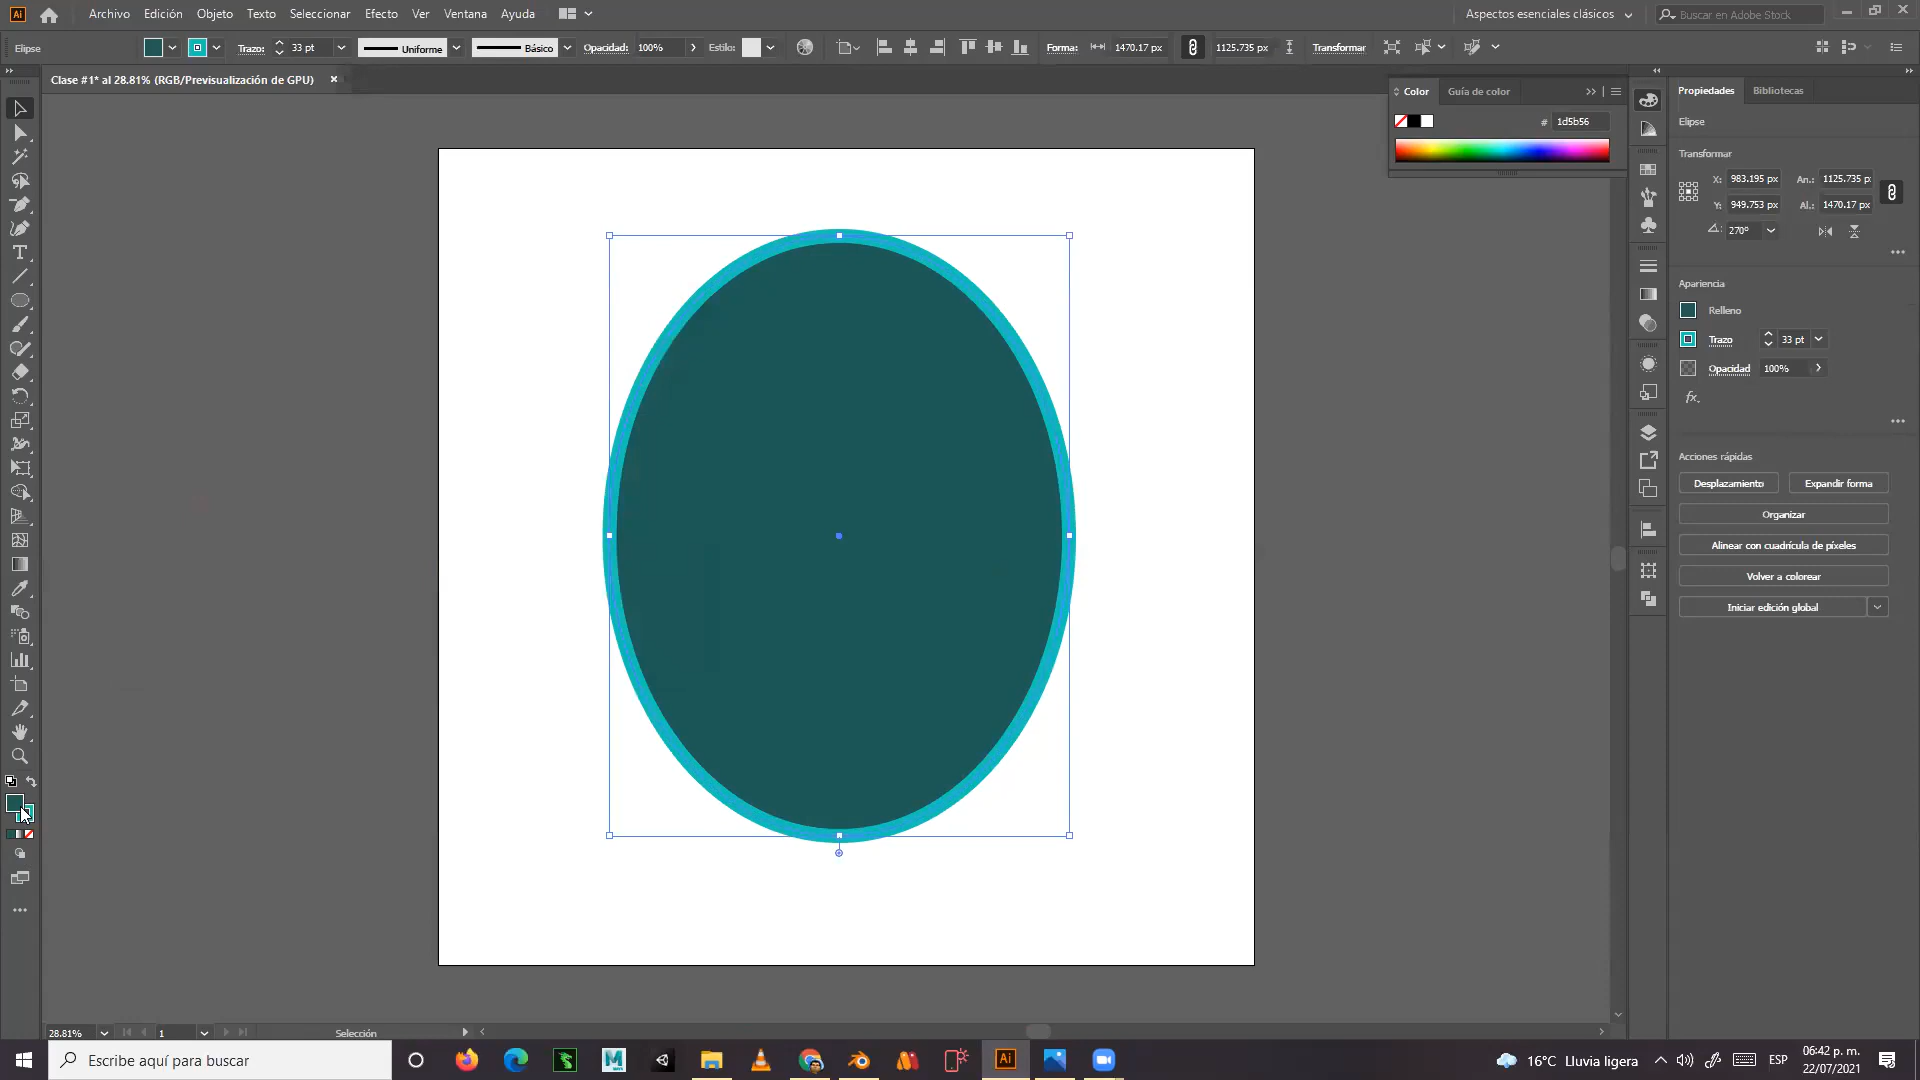 Ai Archivo Edición Objeto Texto Seleccionar Efecto Ver Ventana Ayuda Aspectos esenciales clásicos Buscar en Adobe Stock
Elipse Trazo: 33 pt Uniforme Básico Opacidad: 100% Estilo: Forma: 1470.17 px 1125.735 px Transformar
Clase #1* al 28.81% (RGB/Previsualización de GPU) ×
Color Guía de color
# 1d5b56
Propiedades Bibliotecas
Elipse
Transformar
X: 983.195 px An.: 1125.735 p
Y: 949.753 px Al.: 1470.17 px
270°
Apariencia
Relleno
Trazo 33 pt
Opacidad 100%
fx.
Acciones rápidas
Desplazamiento Expandir forma
Organizar
Alinear con cuadrícula de píxeles
Volver a colorear
Iniciar edición global
28.81% 1 Selección
Escribe aquí para buscar
Ai
16°C Lluvia ligera ESP
06:42 p. m.
22/07/2021